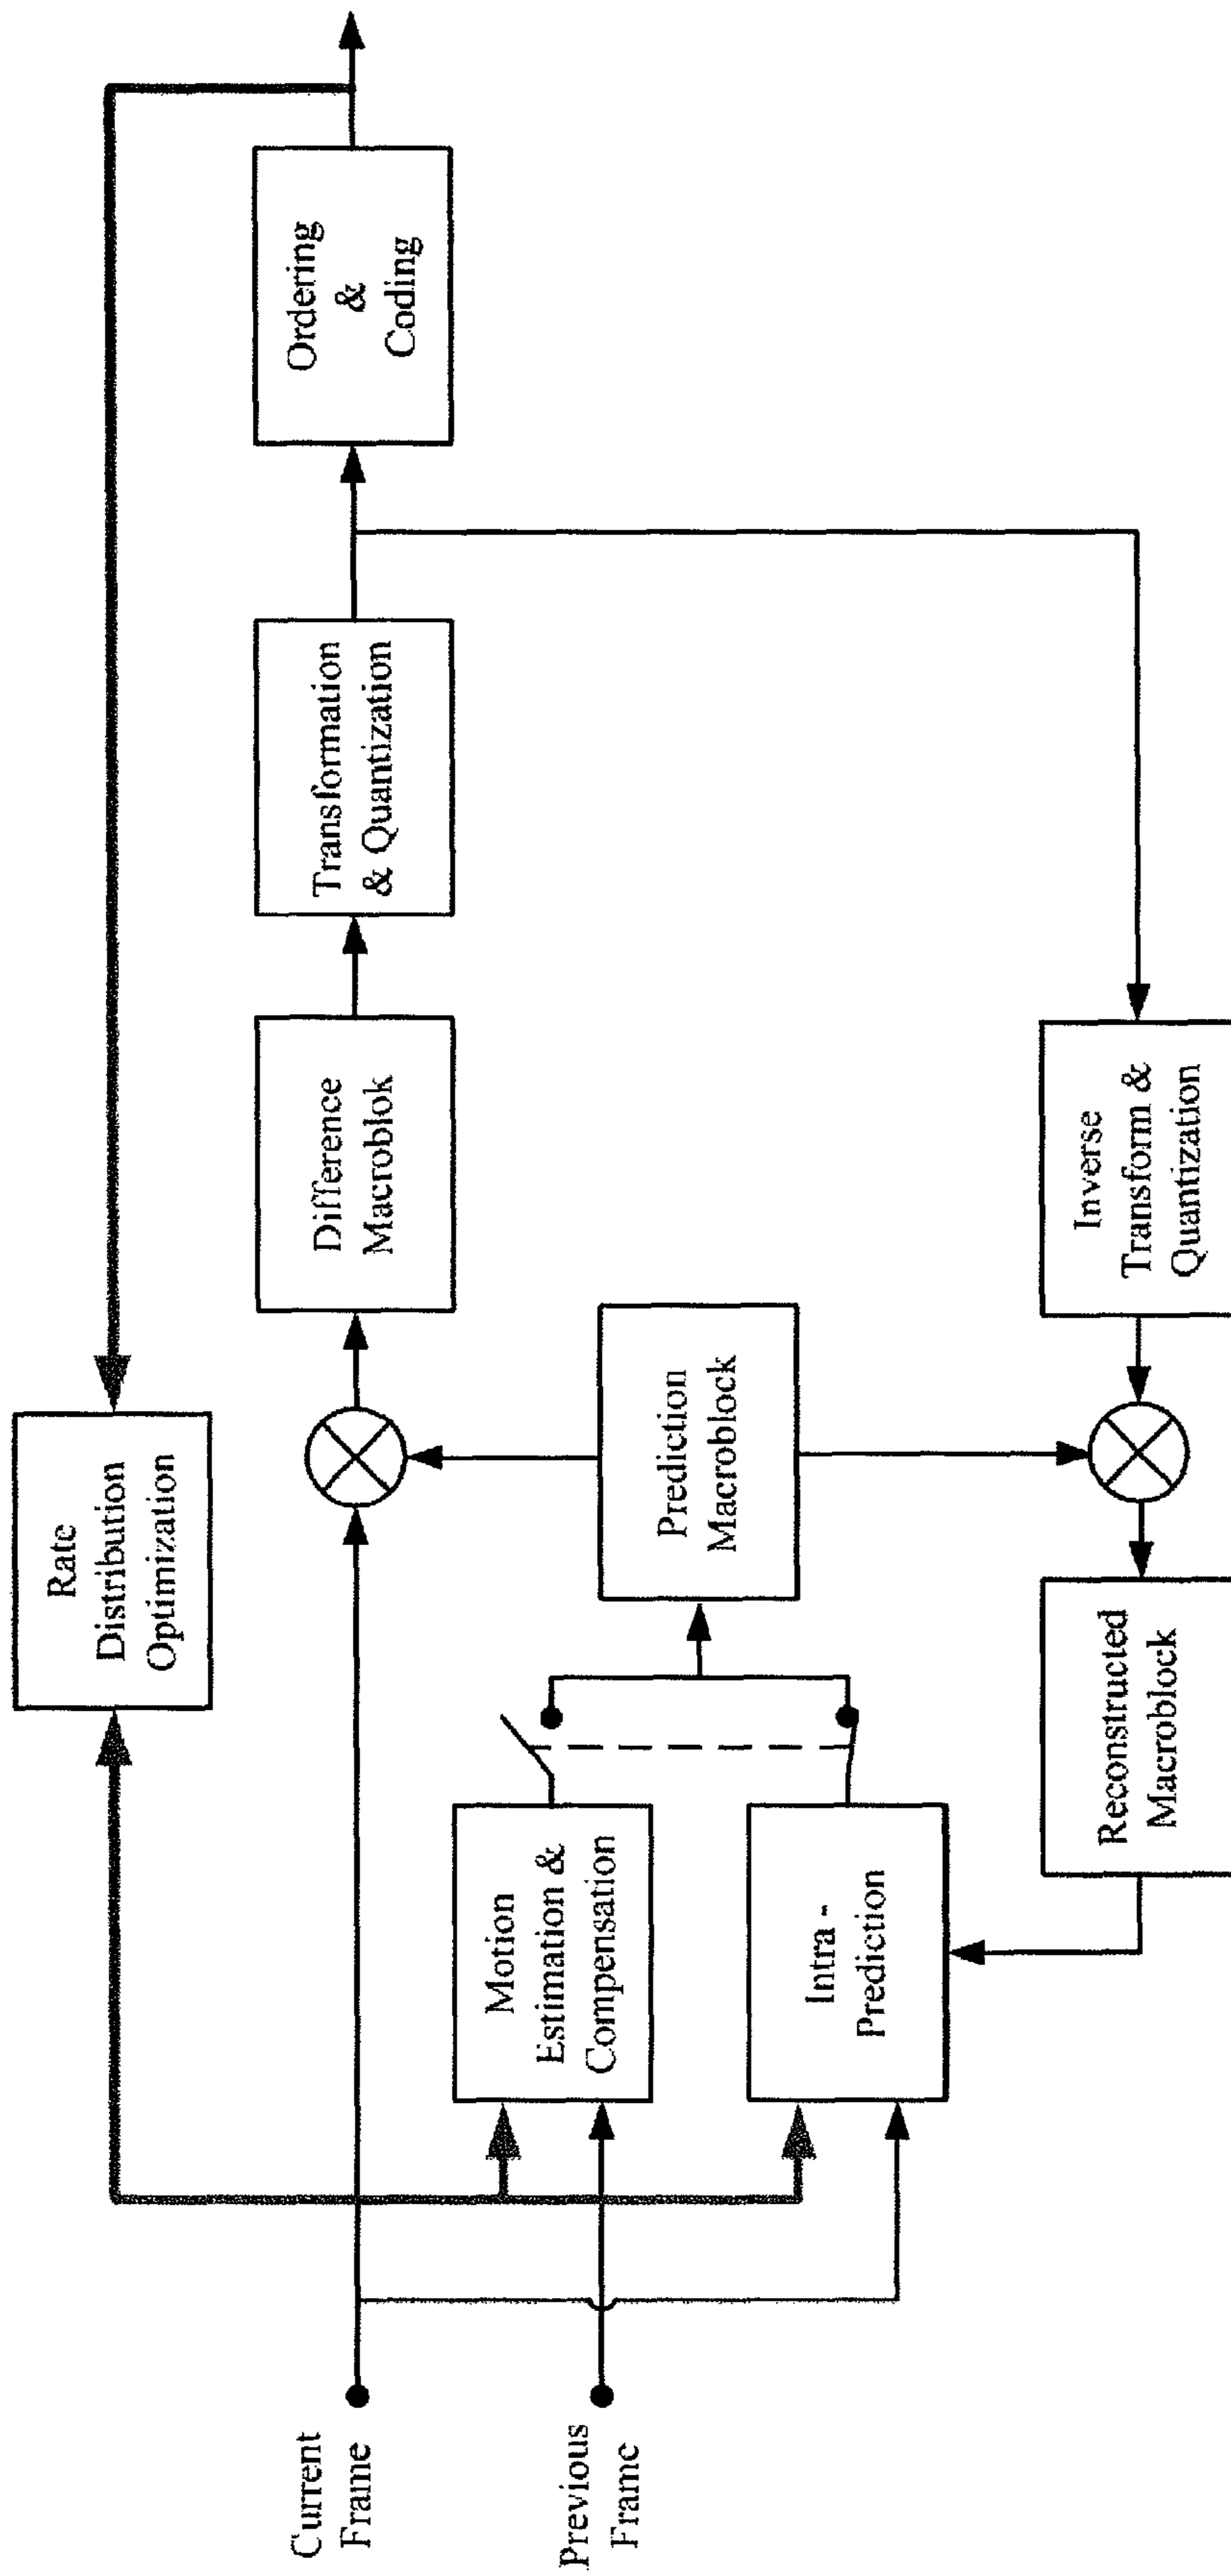 Rate
Distribution
Optimization
Current
Frame
Difference
Macroblok
Transformation
& Quantization
Ordering
&
Coding
Previous
Frame
Motion
Estimation &
Compensation
Prediction
Macroblock
Intra -
Prediction
Reconstructed
Macroblock
Inverse
Transform &
Quantization